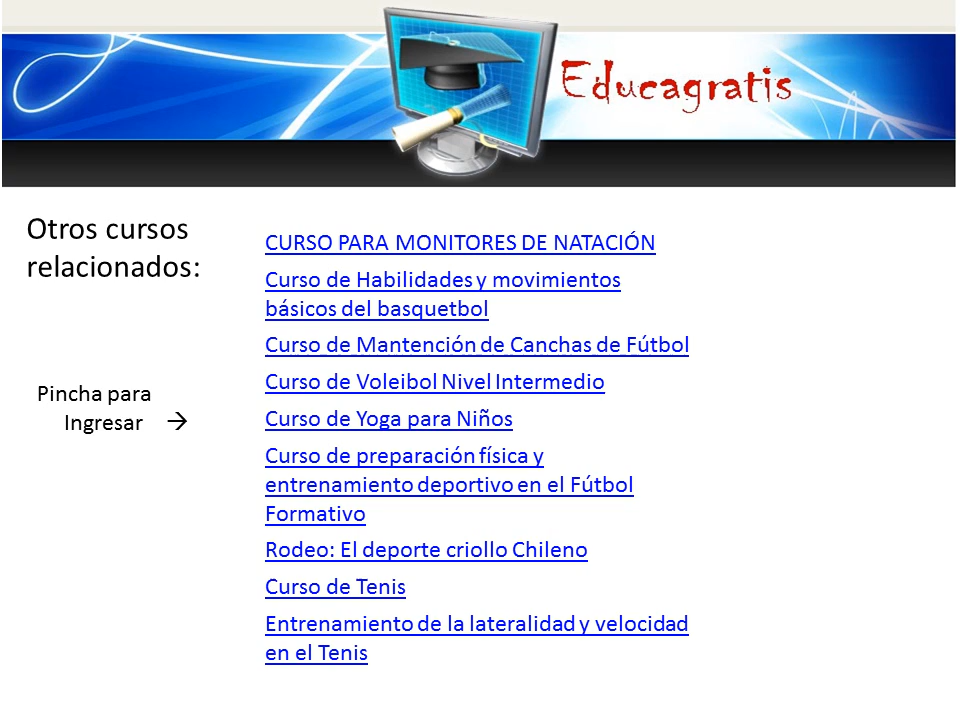 Educagratis
Otros cursos
relacionados:
Pincha para
Ingresar →
CURSO PARA MONITORES DE NATACIÓN
Curso de Habilidades y movimientos
básicos del basquetbol
Curso de Mantención de Canchas de Fútbol
Curso de Voleibol Nivel Intermedio
Curso de Yoga para Niños
Curso de preparación física y
entrenamiento deportivo en el Fútbol
Formativo
Rodeo: El deporte criollo Chileno
Curso de Tenis
Entrenamiento de la lateralidad y velocidad
en el Tenis